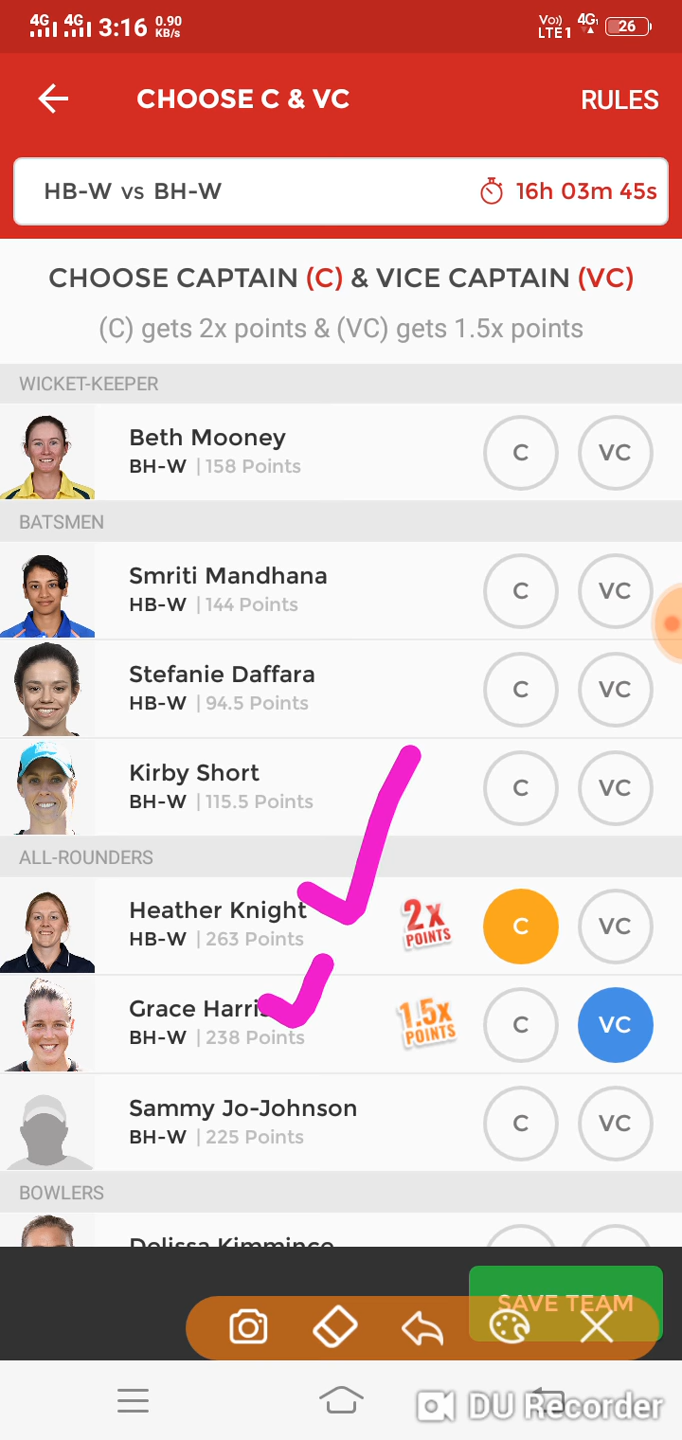 4G 4G 3:16 0.90 KB/s Vo)) LTE1 4G 26
CHOOSE C & VC RULES
HB-W vs BH-W 16h 03m 45s
CHOOSE CAPTAIN (C) & VICE CAPTAIN (VC)
(C) gets 2x points & (VC) gets 1.5x points
WICKET-KEEPER
Beth Mooney
BH-W | 158 Points C VC
BATSMEN
Smriti Mandhana
HB-W | 144 Points C VC
Stefanie Daffara
HB-W | 94.5 Points C VC
Kirby Short
BH-W | 115.5 Points C VC
ALL-ROUNDERS
Heather Knight
HB-W | 263 Points 2x POINTS C VC
Grace Harris
BH-W | 238 Points 1.5x POINTS C VC
Sammy Jo-Johnson
BH-W | 225 Points C VC
BOWLERS
Delissa Kimmince
SAVE TEAM
DU Recorder